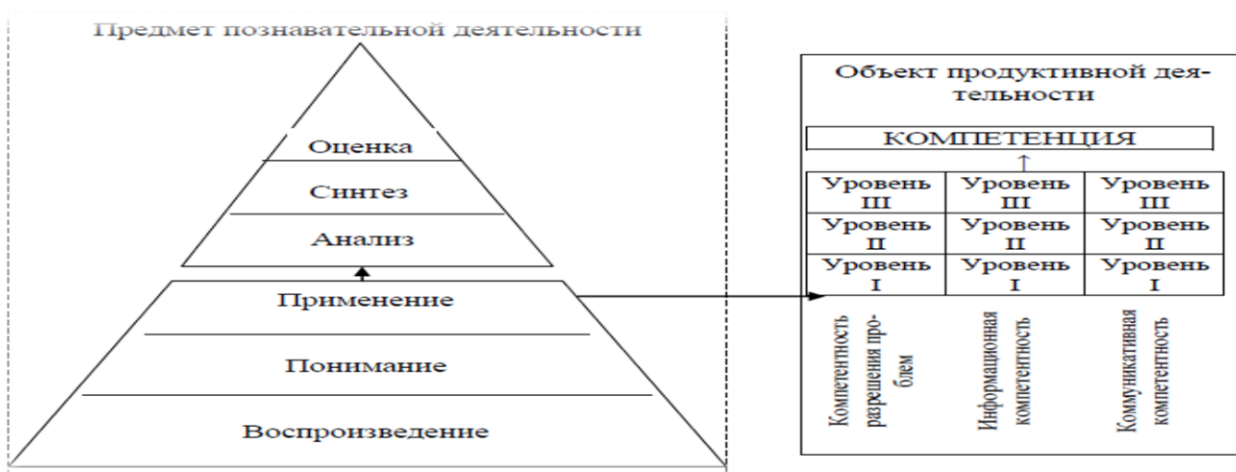 Предмет познавательной деятельности
Оценка
Синтез
Анализ
Применение
Понимание
Воспроизведение
Объект продуктивной дея-
тельности
КОМПЕТЕНЦИЯ
Уровень Уровень Уровень
III III III
Уровень Уровень Уровень
II II II
Уровень Уровень Уровень
I I I
Компетентность
разрешения про-
блем
Информационная
компетентность
Коммуникативная
компетентность